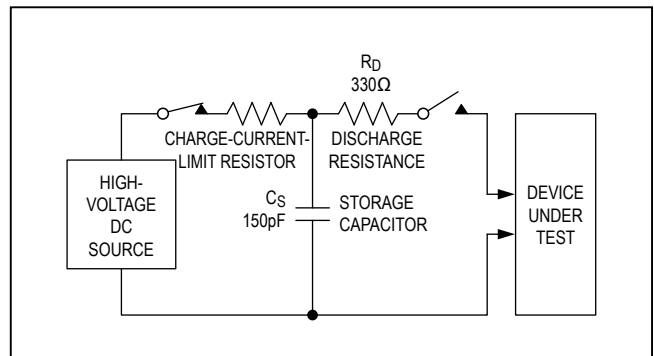 R_D
330Ω
CHARGE-CURRENT-
LIMIT RESISTOR
DISCHARGE
RESISTANCE
HIGH-
VOLTAGE
DC
SOURCE
C_S
150pF
STORAGE
CAPACITOR
DEVICE
UNDER
TEST